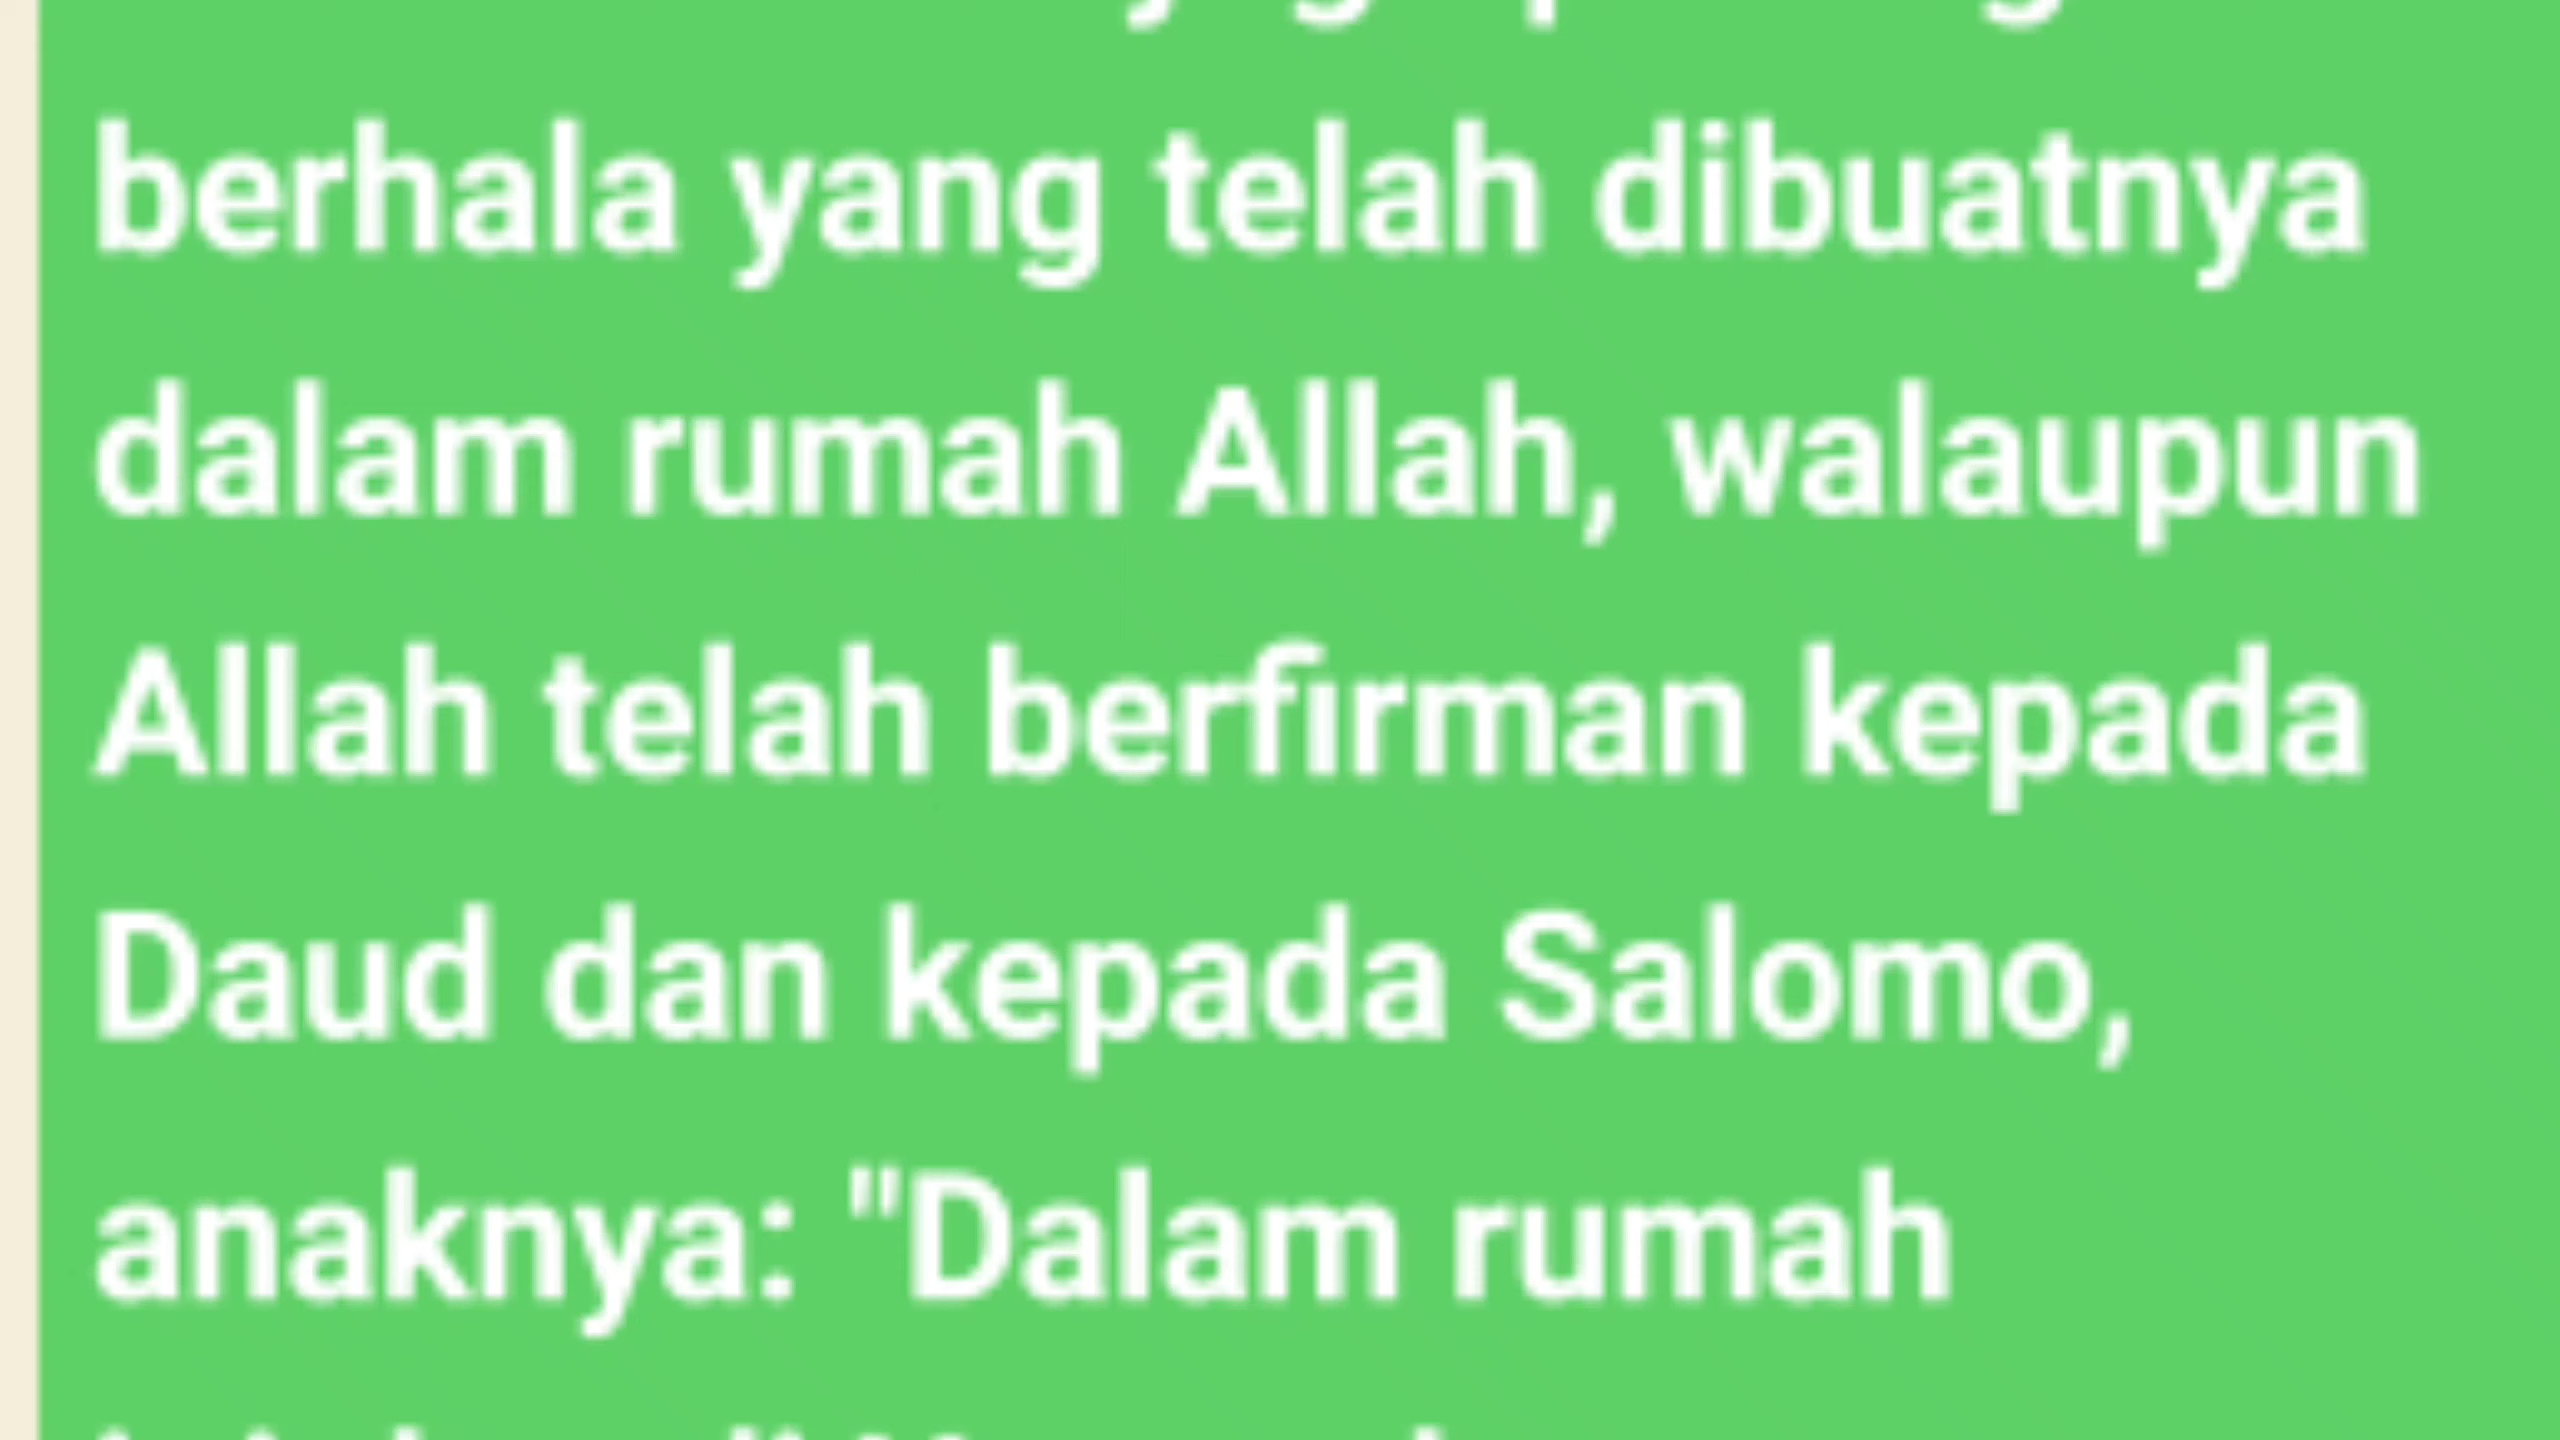 berhala yang telah dibuatnya
dalam rumah Allah, walaupun
Allah telah berfirman kepada
Daud dan kepada Salomo,
anaknya: "Dalam rumah